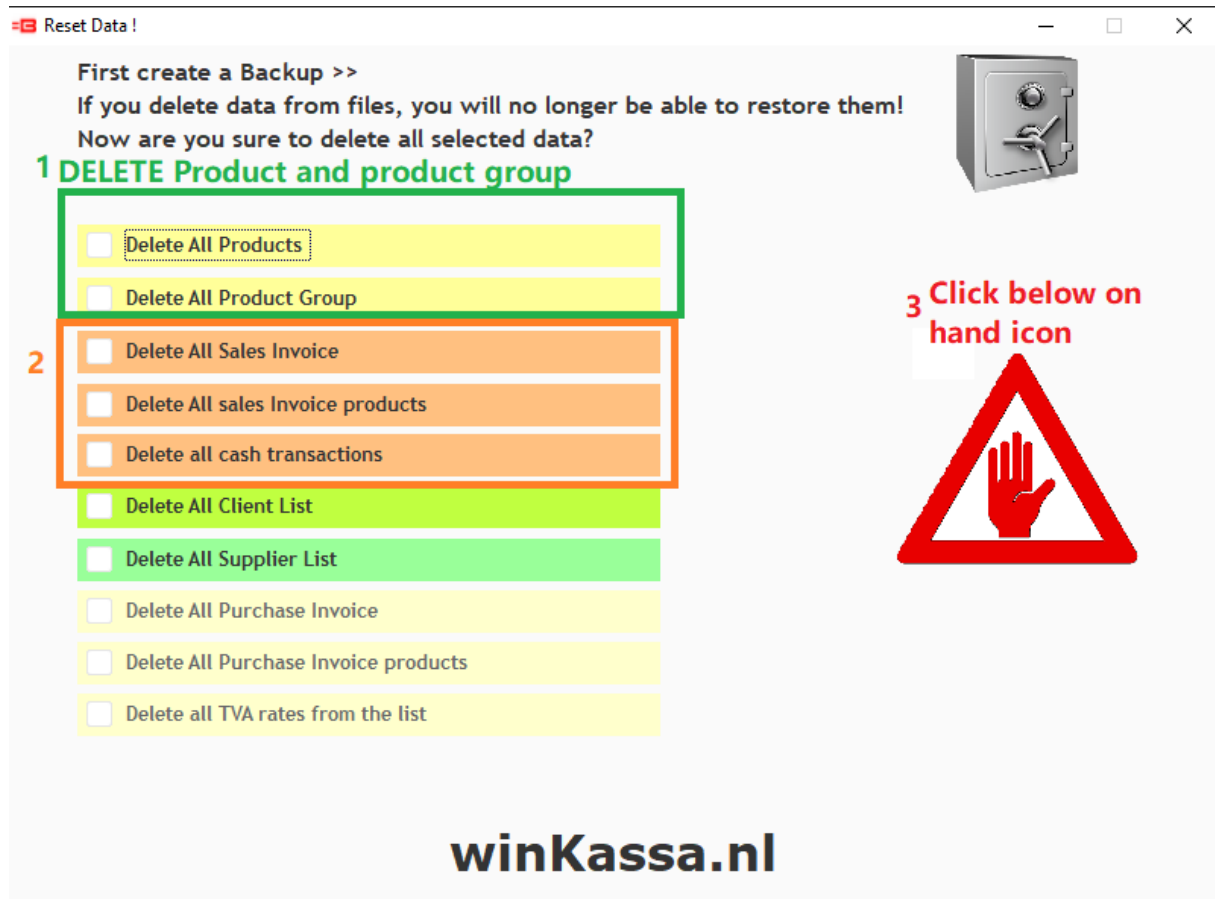 Reset Data !
First create a Backup >>
If you delete data from files, you will no longer be able to restore them!
Now are you sure to delete all selected data?
1 DELETE Product and product group
Delete All Products
Delete All Product Group
3 Click below on
hand icon
2
Delete All Sales Invoice
Delete All sales Invoice products
Delete all cash transactions
Delete All Client List
Delete All Supplier List
Delete All Purchase Invoice
Delete All Purchase Invoice products
Delete all TVA rates from the list
winKassa.nl